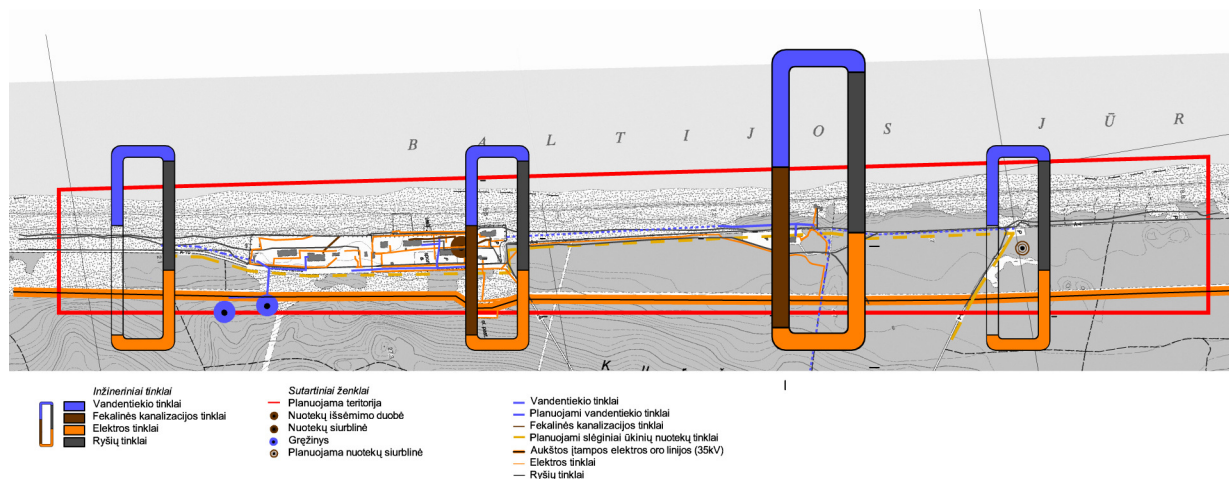 B A L T I J O S J Ū R
K
I
Inžineriniai tinklai
Vandentiekio tinklai
Fekalinės kanalizacijos tinklai
Elektros tinklai
Ryšių tinklai
Sutartiniai ženklai
Planuojama teritorija
Nuotekų išsėmimo duobė
Nuotekų siurblinė
Gręžinys
Planuojama nuotekų siurblinė
Vandentiekio tinklai
Planuojami vandentiekio tinklai
Fekalinės kanalizacijos tinklai
Planuojami slėginiai ūkinių nuotekų tinklai
Aukštos įtampos elektros oro linijos (35kV)
Elektros tinklai
Ryšių tinklai